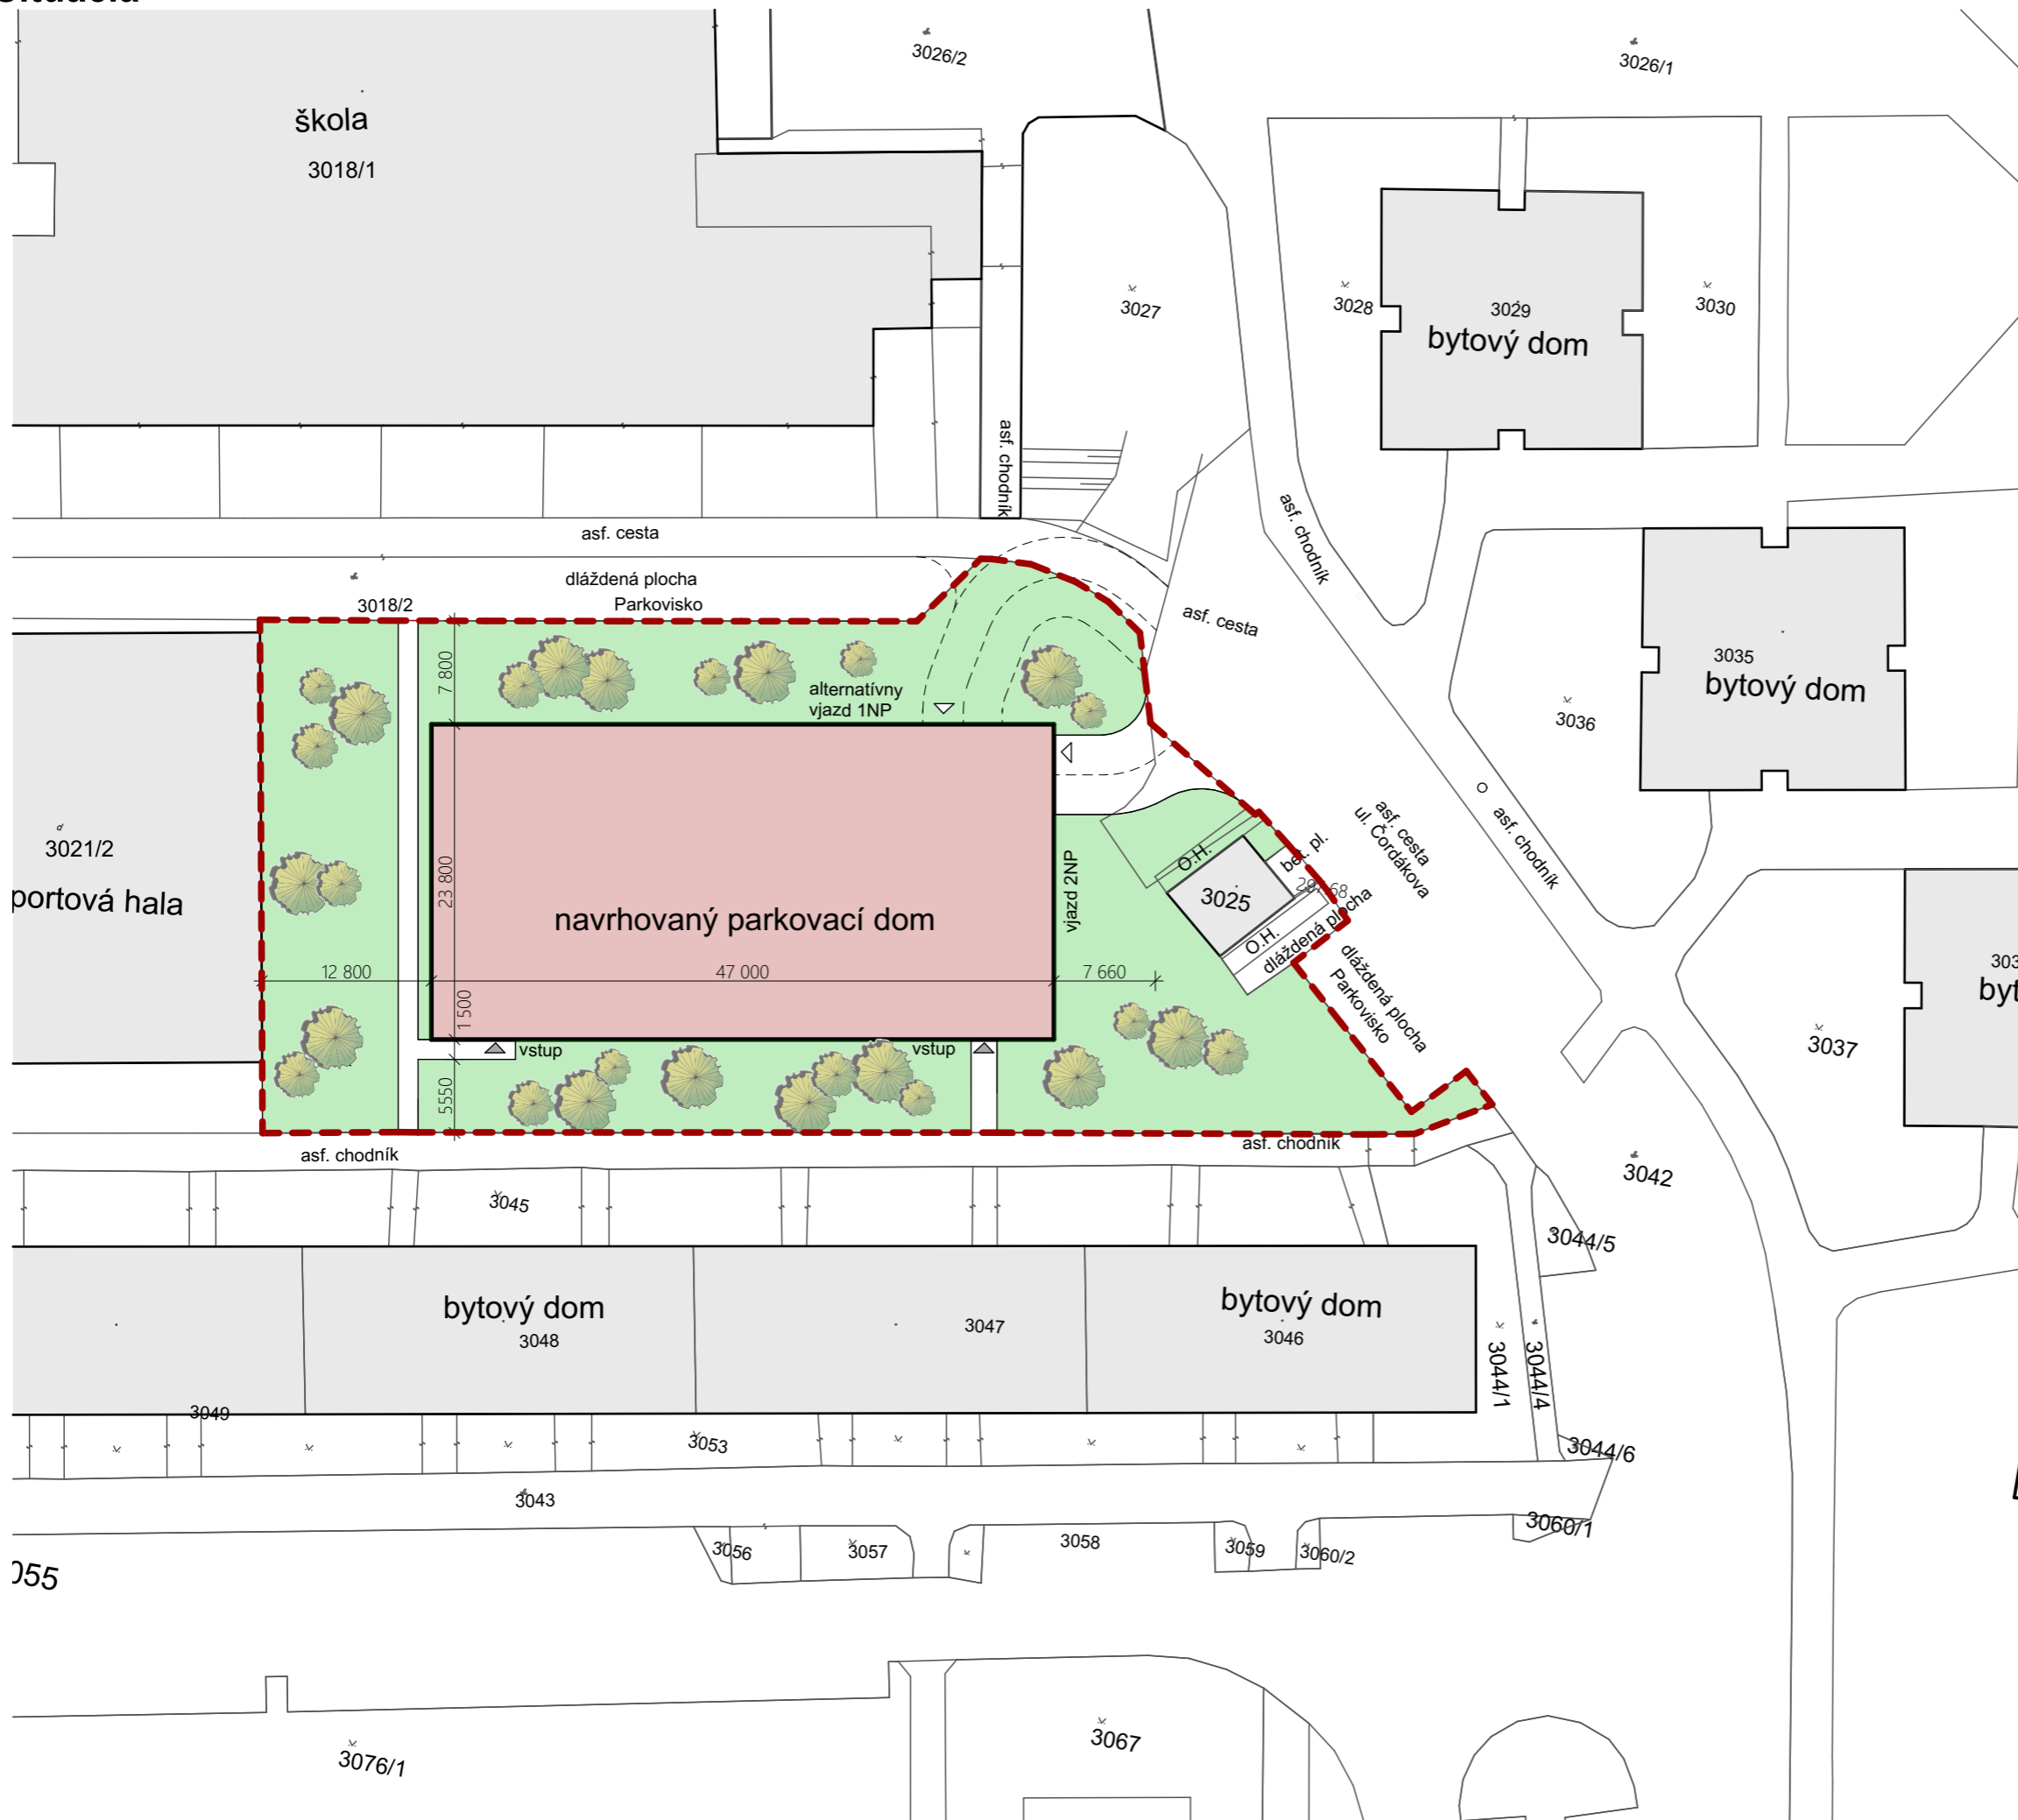 3026/2
3026/1
škola
3018/1
3027
3028
3029
bytový dom
3030
asf. chodník
asf. cesta
asf. chodník
dláždená plocha
Parkovisko
3018/2
asf. cesta
3035
bytový dom
3036
7 800
alternatívny
vjazd 1NP
3021/2
portová hala
23 800
navrhovaný parkovací dom
vjazd 2NP
O.H.
bet. pl.
3025
O.H.
dláždená plocha
asf. cesta
ul. Čordákova
asf. chodník
dláždená plocha
Parkovisko
12 800
47 000
7 660
1 500
vstup
vstup
5550
3037
asf. chodník
asf. chodník
3042
3045
3044/5
bytový dom
3048
3047
bytový dom
3046
3044/1
3044/4
3049
3053
3044/6
3043
3056
3057
3058
3059
3060/2
3060/1
055
3067
3076/1